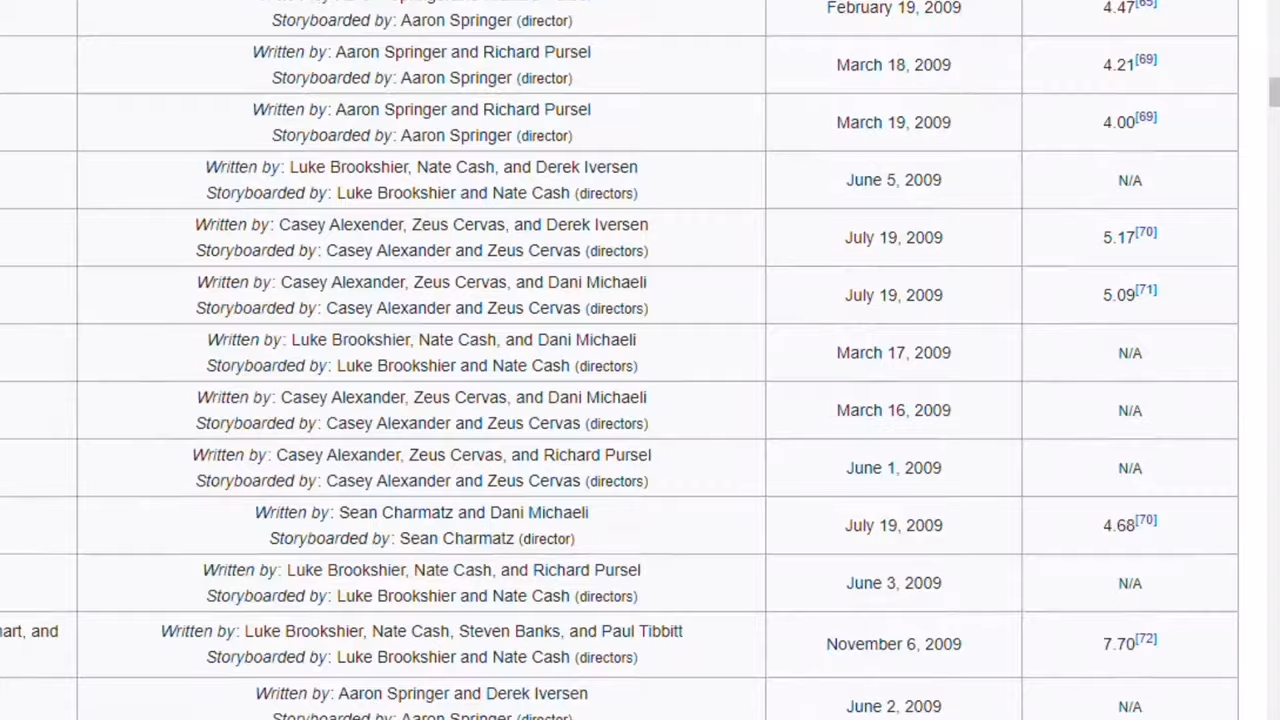 Storyboarded by: Aaron Springer (director)
February 19, 2009
4.47[65]
Written by: Aaron Springer and Richard Pursel
Storyboarded by: Aaron Springer (director)
March 18, 2009
4.21[69]
Written by: Aaron Springer and Richard Pursel
Storyboarded by: Aaron Springer (director)
March 19, 2009
4.00[69]
Written by: Luke Brookshier, Nate Cash, and Derek Iversen
Storyboarded by: Luke Brookshier and Nate Cash (directors)
June 5, 2009
N/A
Written by: Casey Alexender, Zeus Cervas, and Derek Iversen
Storyboarded by: Casey Alexander and Zeus Cervas (directors)
July 19, 2009
5.17[70]
Written by: Casey Alexander, Zeus Cervas, and Dani Michaeli
Storyboarded by: Casey Alexander and Zeus Cervas (directors)
July 19, 2009
5.09[71]
Written by: Luke Brookshier, Nate Cash, and Dani Michaeli
Storyboarded by: Luke Brookshier and Nate Cash (directors)
March 17, 2009
N/A
Written by: Casey Alexander, Zeus Cervas, and Dani Michaeli
Storyboarded by: Casey Alexander and Zeus Cervas (directors)
March 16, 2009
N/A
Written by: Casey Alexander, Zeus Cervas, and Richard Pursel
Storyboarded by: Casey Alexander and Zeus Cervas (directors)
June 1, 2009
N/A
Written by: Sean Charmatz and Dani Michaeli
Storyboarded by: Sean Charmatz (director)
July 19, 2009
4.68[70]
Written by: Luke Brookshier, Nate Cash, and Richard Pursel
Storyboarded by: Luke Brookshier and Nate Cash (directors)
June 3, 2009
N/A
and
Written by: Luke Brookshier, Nate Cash, Steven Banks, and Paul Tibbitt
Storyboarded by: Luke Brookshier and Nate Cash (directors)
November 6, 2009
7.70[72]
Written by: Aaron Springer and Derek Iversen
Storyboarded by: Aaron Springer (director)
June 2, 2009
N/A